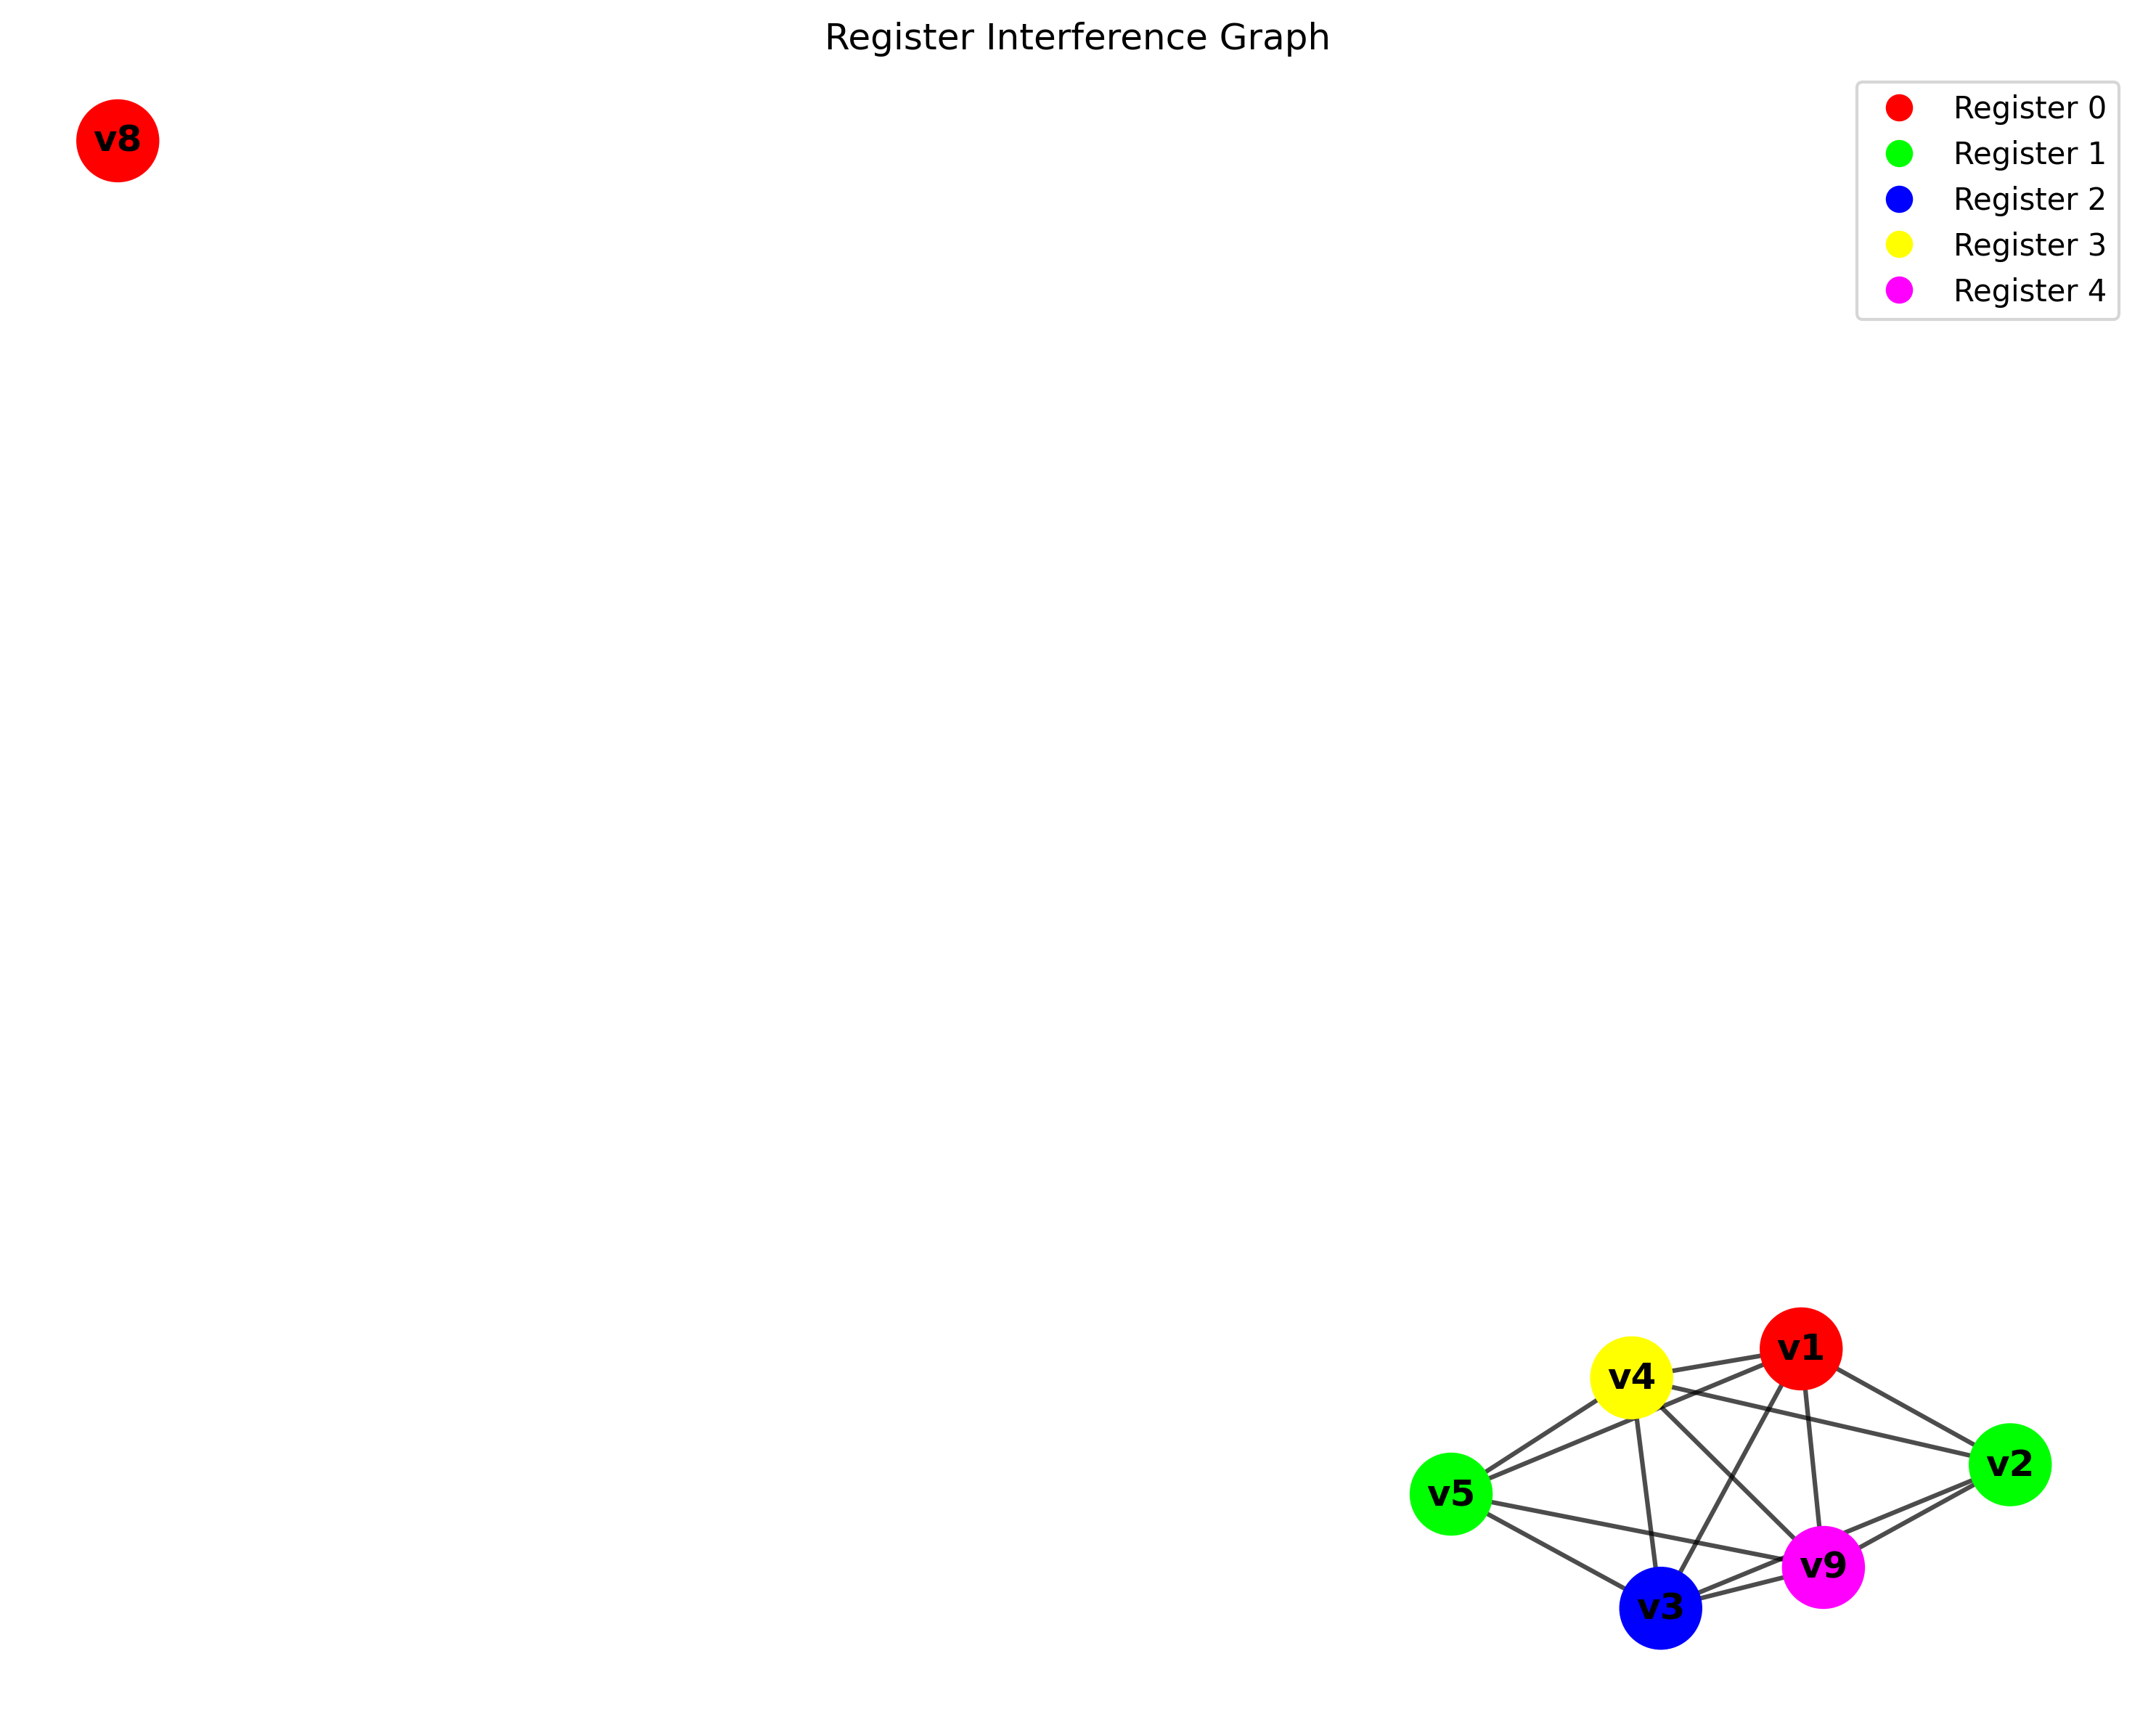 Register Interference Graph
v8
Register 0
Register 1
Register 2
Register 3
Register 4
v1
v4
v2
v5
v9
v3